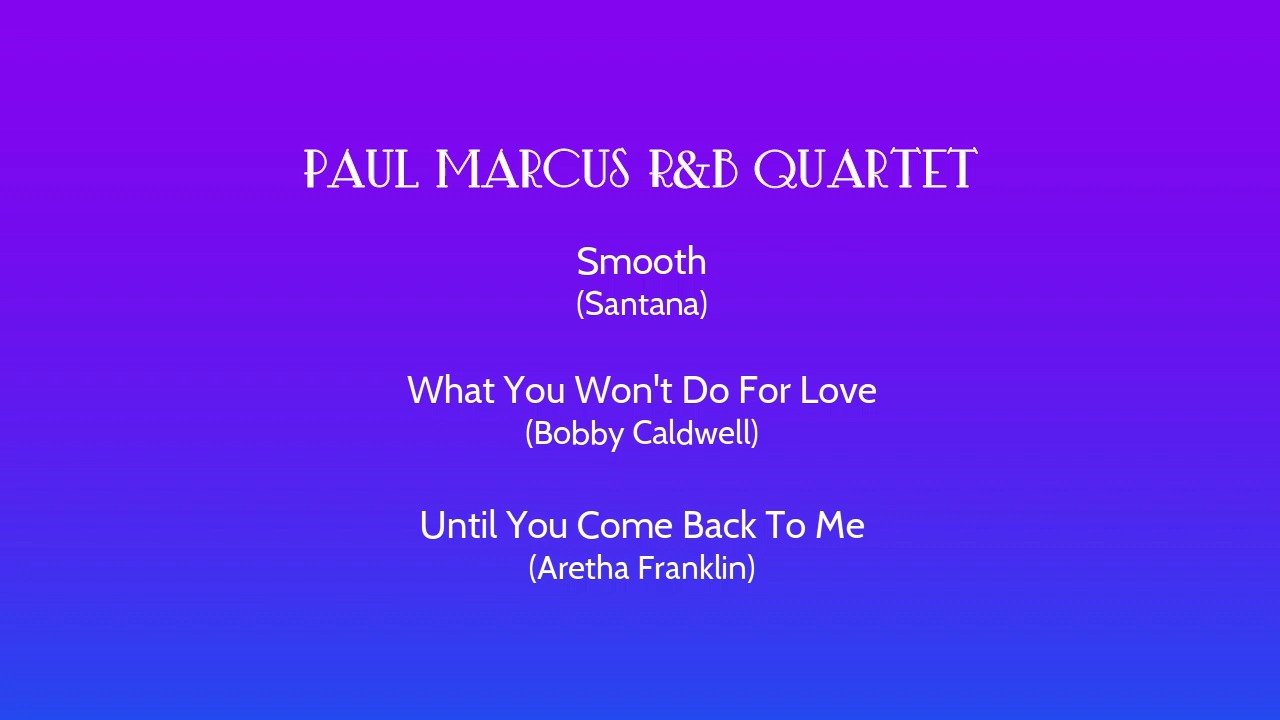 PAUL MARCUS R&B QUARTET
Smooth
(Santana)
What You Won't Do For Love
(Bobby Caldwell)
Until You Come Back To Me
(Aretha Franklin)